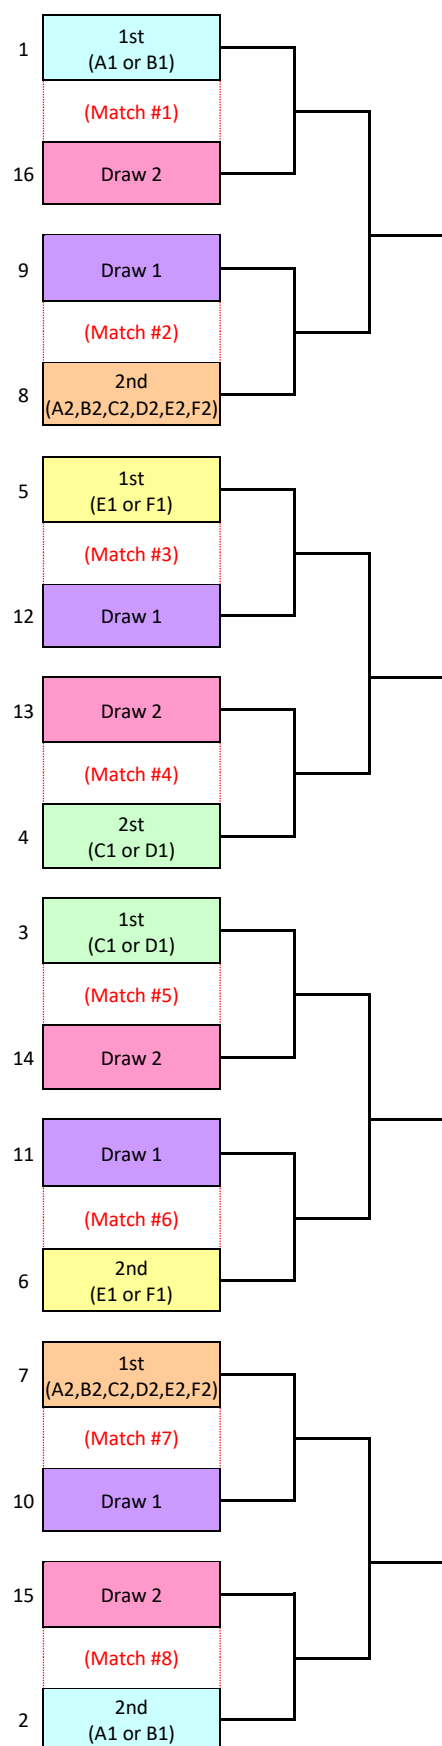 1
1st
(A1 or B1)
(Match #1)
16
Draw 2
9
Draw 1
(Match #2)
8
2nd
(A2,B2,C2,D2,E2,F2)
5
1st
(E1 or F1)
(Match #3)
12
Draw 1
13
Draw 2
(Match #4)
4
2st
(C1 or D1)
3
1st
(C1 or D1)
(Match #5)
14
Draw 2
11
Draw 1
(Match #6)
6
2nd
(E1 or F1)
7
1st
(A2,B2,C2,D2,E2,F2)
(Match #7)
10
Draw 1
15
Draw 2
(Match #8)
2
2nd
(A1 or B1)